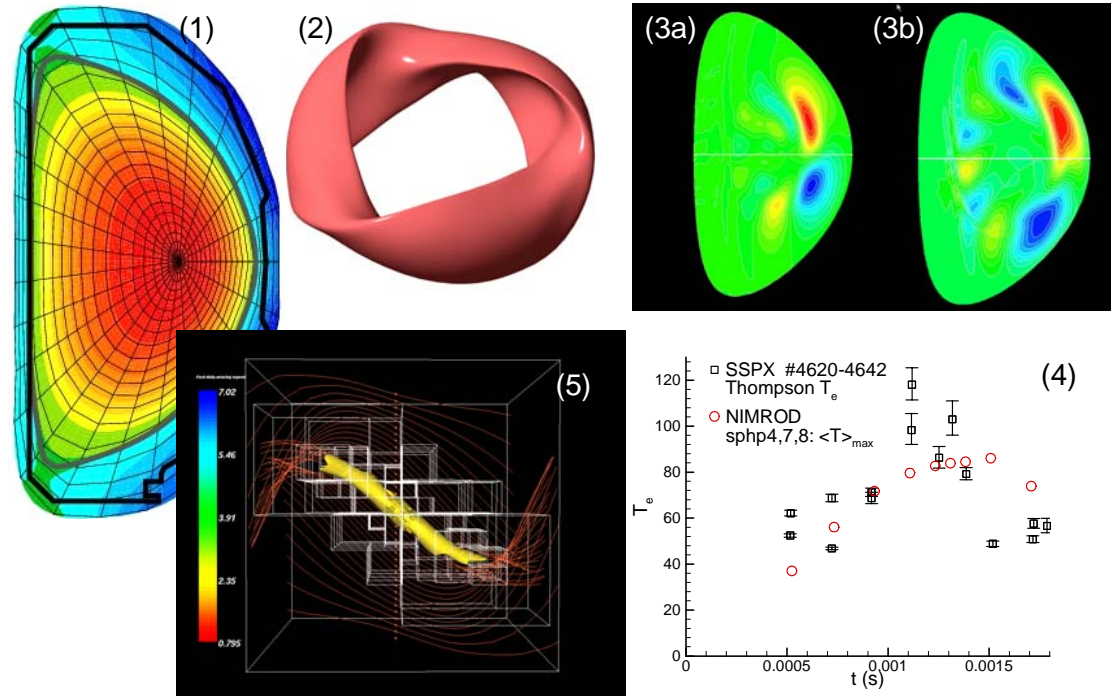 (1)
(2)
(3a)
(3b)
(5)
7.02
5.46
3.91
2.35
0.795
(4)
SSPX #4620-4642
Thompson T_e
NIMROD
sphp4,7,8: <T>_max
120
100
80
60
40
20
0
T_e
0
0.0005
0.001
0.0015
t (s)